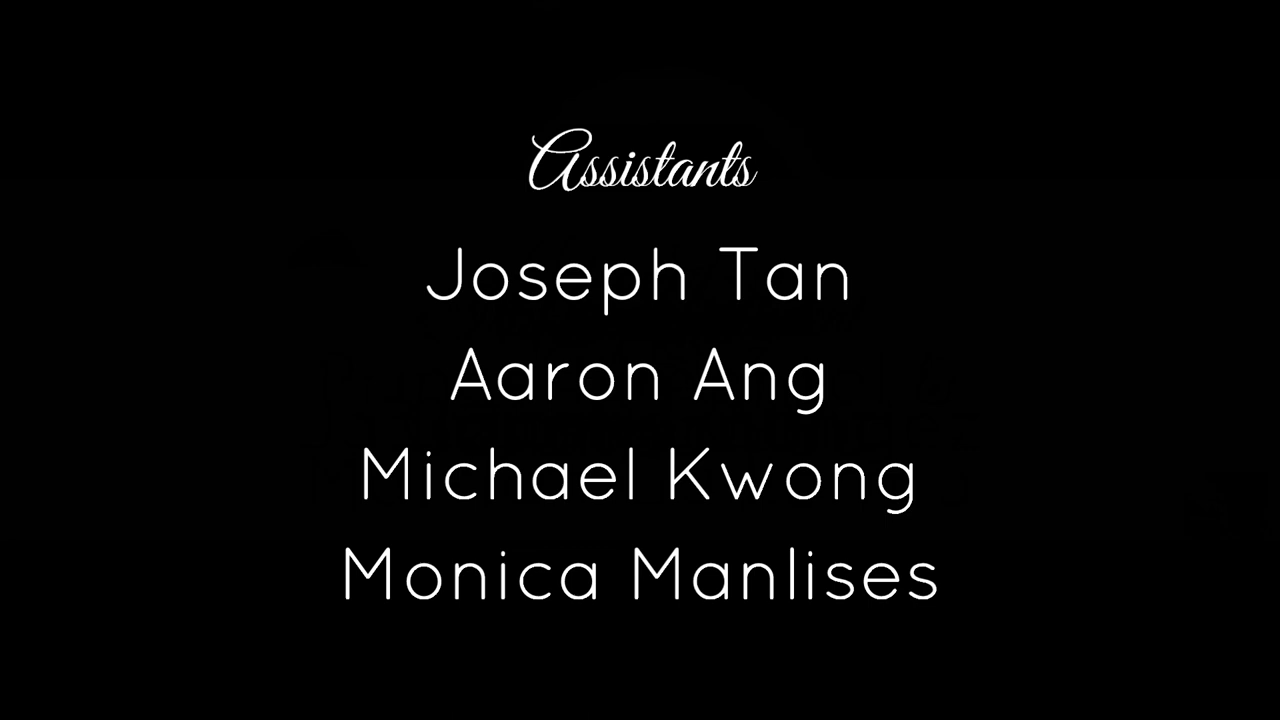 Assistants
Joseph Tan
Aaron Ang
Michael Kwong
Monica Manlises